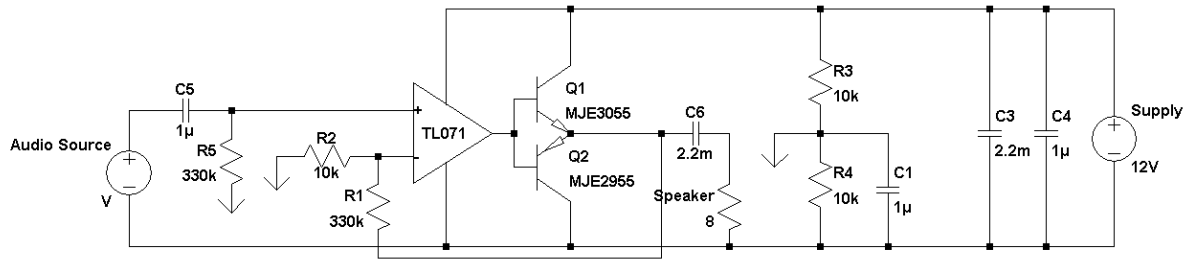 Audio Source
V
C5
1µ
R5
330k
R2
10k
R1
330k
+
-
TL071
Q1
MJE3055
Q2
MJE2955
C6
2.2m
Speaker
8
R3
10k
R4
10k
C1
1µ
C3
2.2m
C4
1µ
Supply
12V